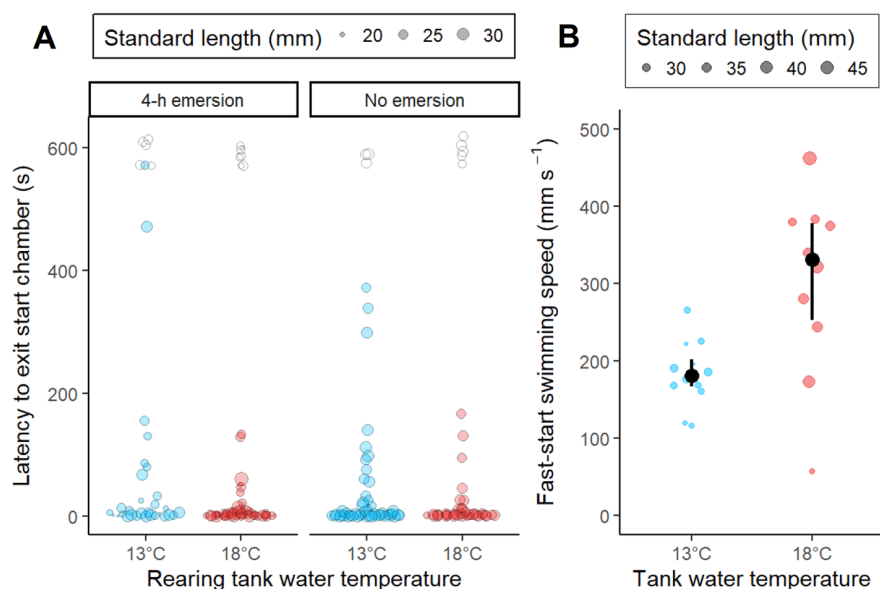 A
Standard length (mm) 20 25 30
4-h emersion
No emersion
Latency to exit start chamber (s)
600
400
200
0
13°C
18°C
13°C
18°C
Rearing tank water temperature
B
Standard length (mm)
30 35 40 45
Fast-start swimming speed (mm s⁻¹)
500
400
300
200
100
0
13°C
18°C
Tank water temperature